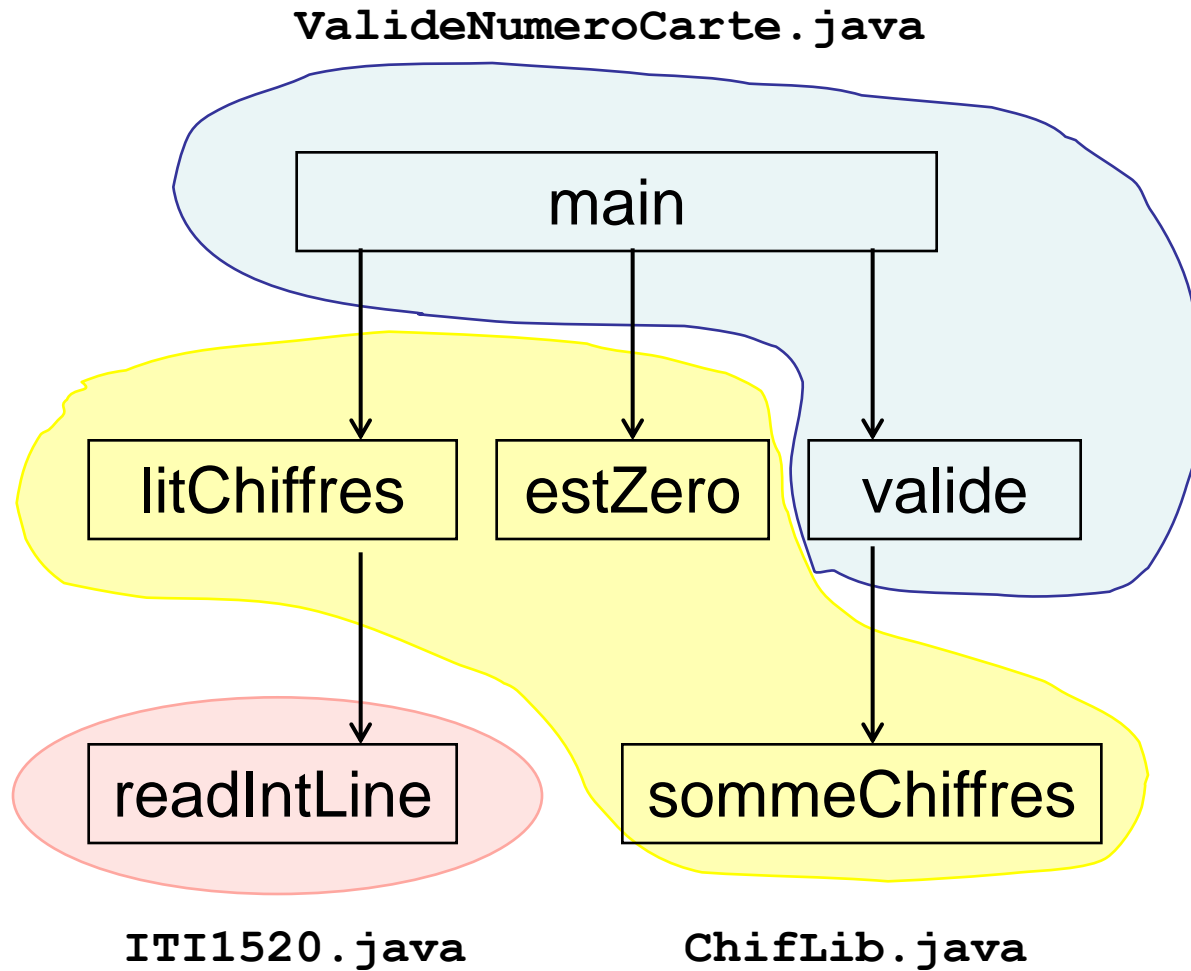 ValideNumeroCarte.java
main
litChiffres estZero valide
readIntLine sommeChiffres
ITI1520.java ChifLib.java